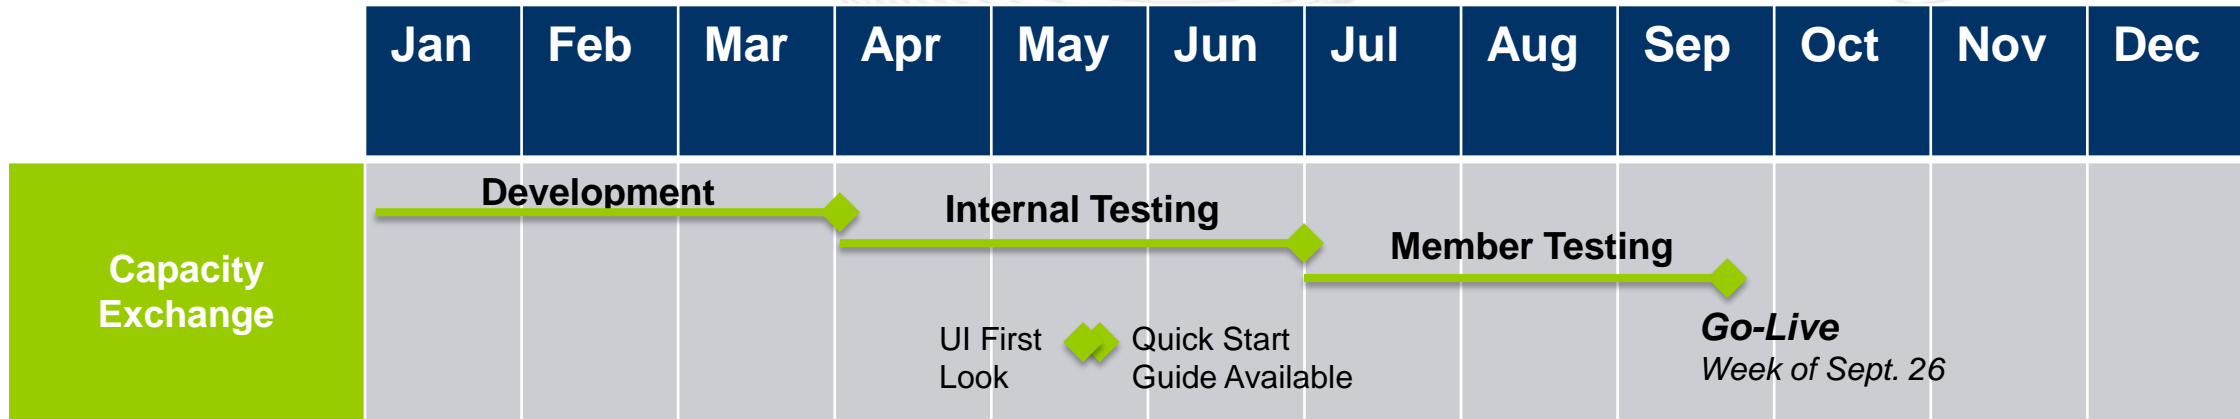 Jan Feb Mar Apr May Jun Jul Aug Sep Oct Nov Dec
Capacity
Exchange
Development
Internal Testing
Member Testing
UI First
Look
Quick Start
Guide Available
Go-Live
Week of Sept. 26